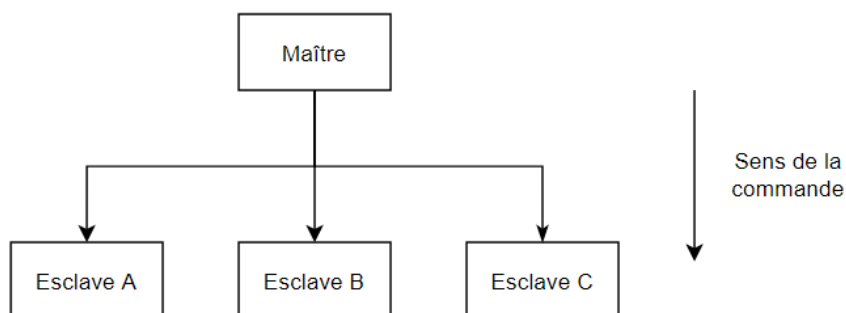 Maître
Sens de la
commande
Esclave A
Esclave B
Esclave C